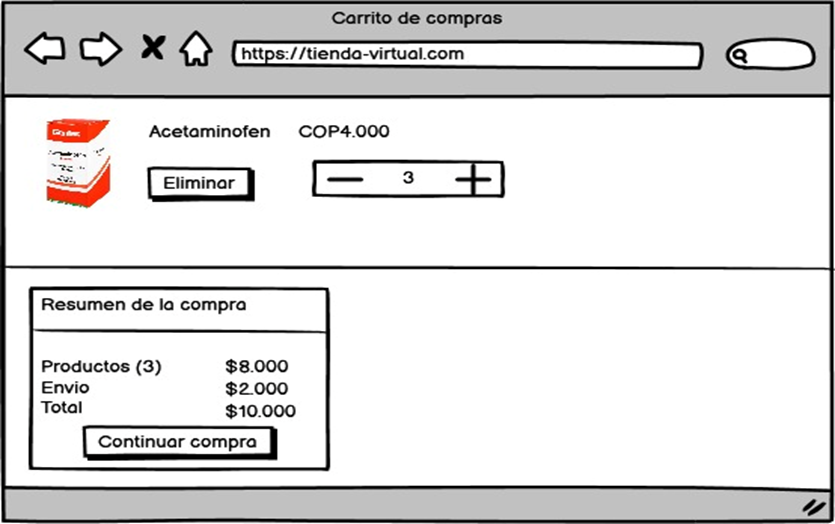 Carrito de compras
https://tienda-virtual.com
Acetaminofen COP4.000
Eliminar
3
Resumen de la compra
Productos (3) $8.000
Envio $2.000
Total $10.000
Continuar compra